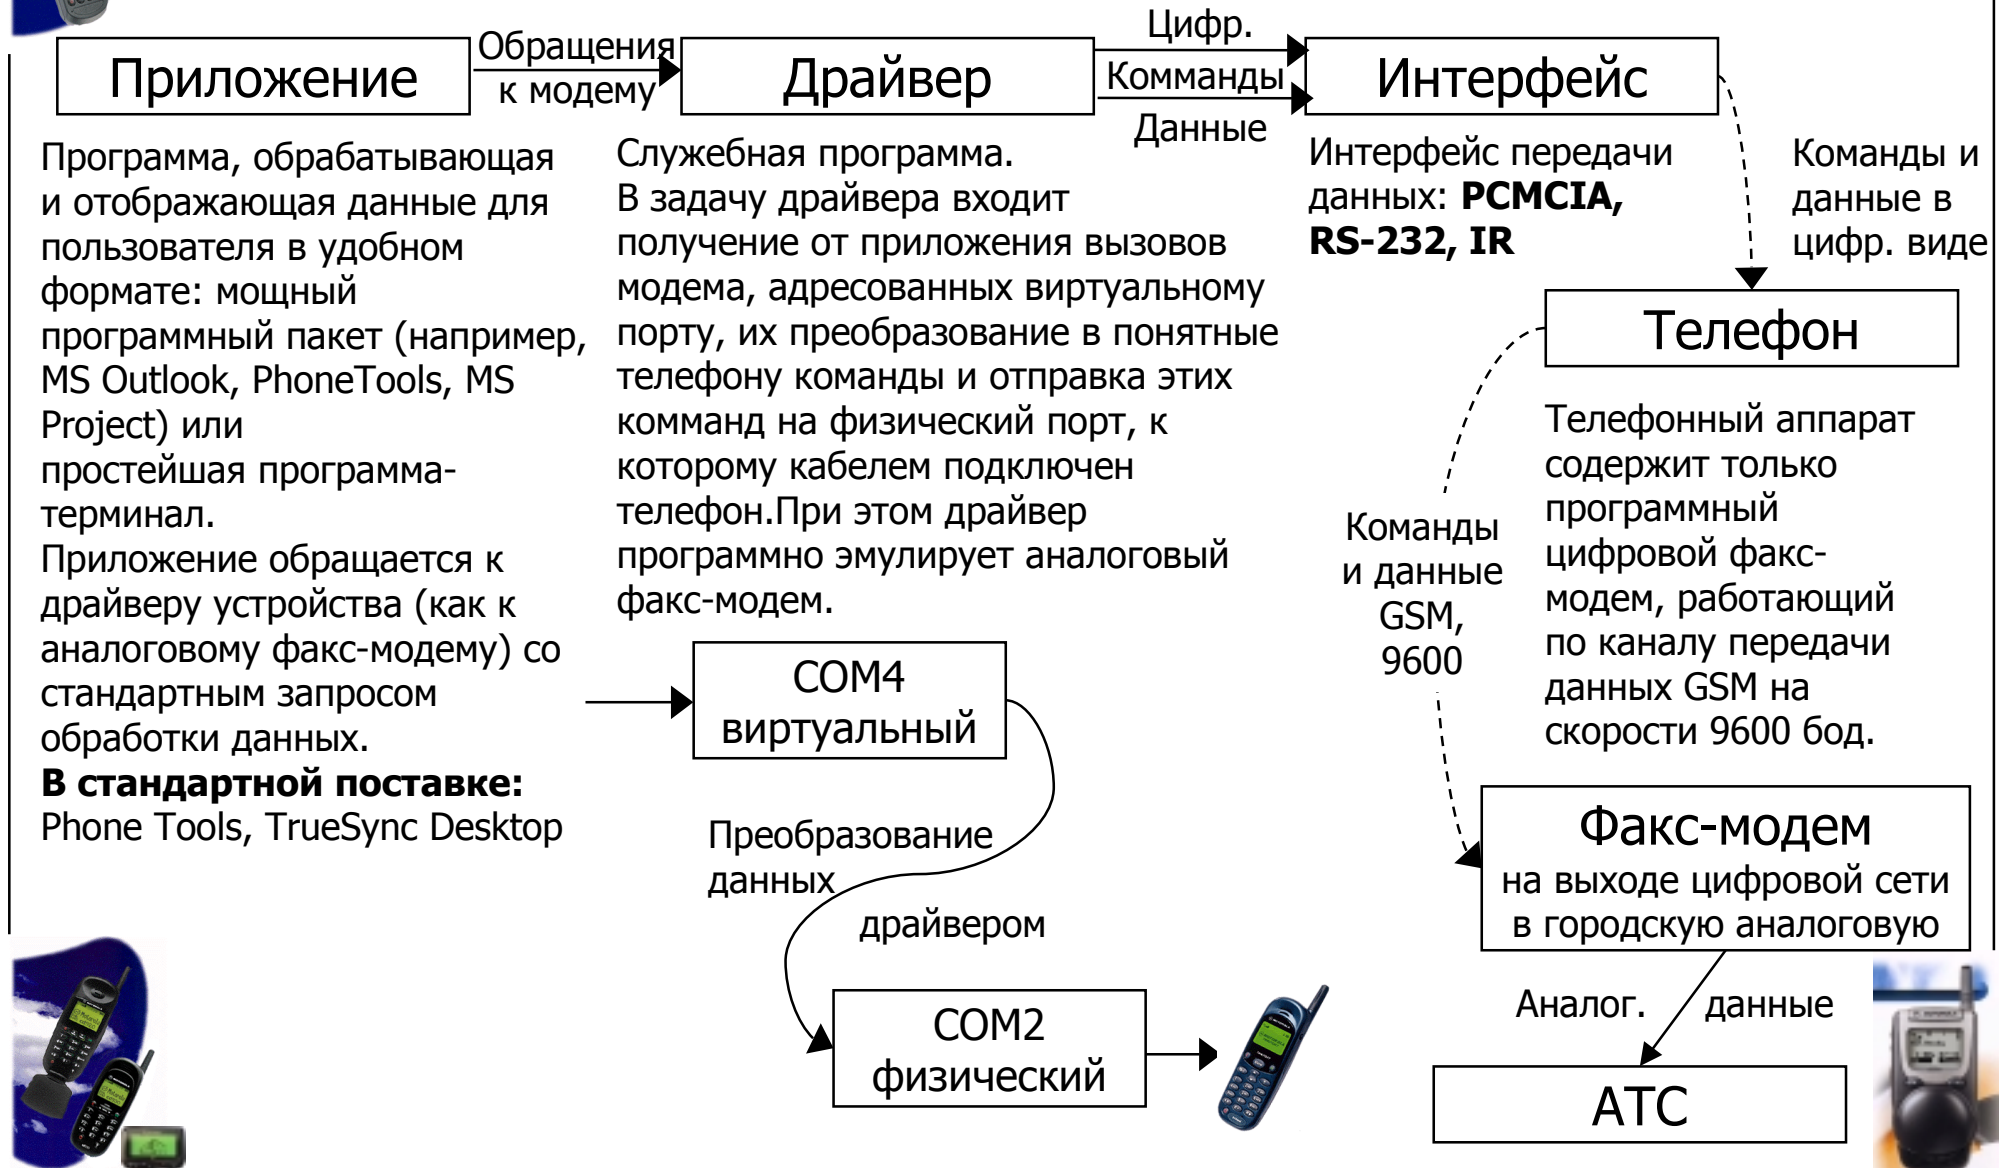 Приложение
Обращения
к модему
Драйвер
Цифр.
Комманды
Данные
Интерфейс
Программа, обрабатывающая
и отображающая данные для
пользователя в удобном
формате: мощный
программный пакет (например,
MS Outlook, PhoneTools, MS
Project) или
простейшая программа-
терминал.
Приложение обращается к
драйверу устройства (как к
аналоговому факс-модему) со
стандартным запросом
обработки данных.
В стандартной поставке:
Phone Tools, TrueSync Desktop
Служебная программа.
В задачу драйвера входит
получение от приложения вызовов
модема, адресованных виртуальному
порту, их преобразование в понятные
телефону команды и отправка этих
комманд на физический порт, к
которому кабелем подключен
телефон.При этом драйвер
программно эмулирует аналоговый
факс-модем.
COM4
виртуальный
Преобразование
данных
драйвером
COM2
физический
Интерфейс передачи
данных: PCMCIA,
RS-232, IR
Команды и
данные в
цифр. виде
Телефон
Телефонный аппарат
содержит только
программный
цифровой факс-
модем, работающий
по каналу передачи
данных GSM на
скорости 9600 бод.
Команды
и данные
GSM,
9600
Факс-модем
на выходе цифровой сети
в городскую аналоговую
Аналог. данные
АТС